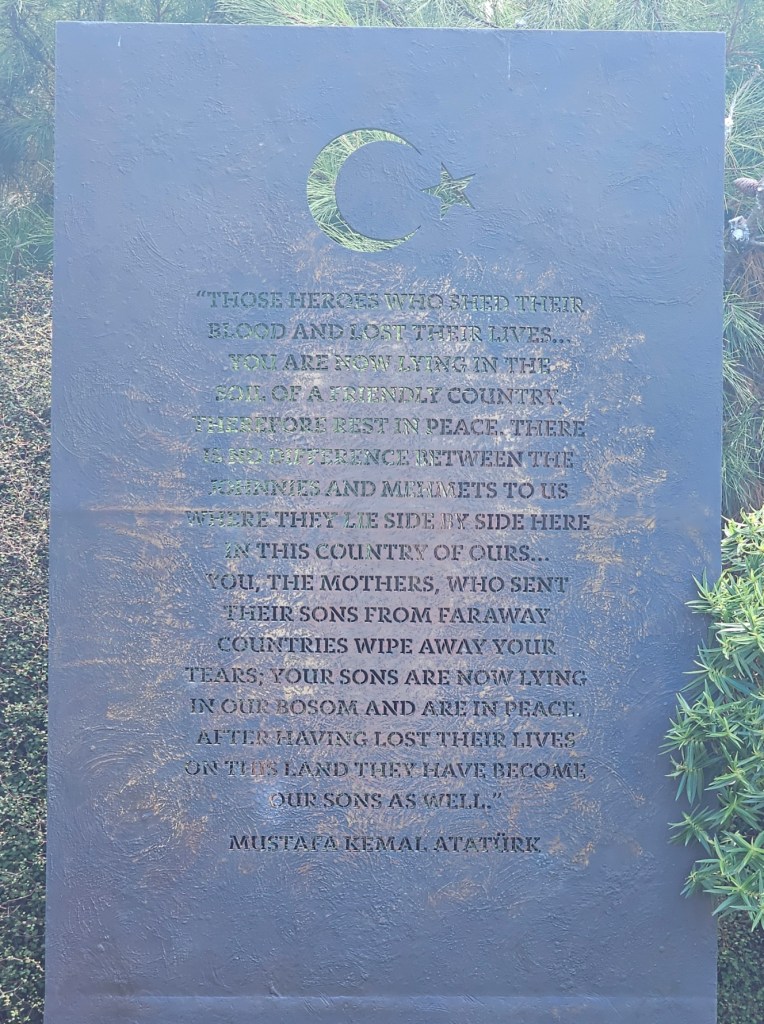 “THOSE HEROES WHO SHED THEIR
BLOOD AND LOST THEIR LIVES...
YOU ARE NOW LYING IN THE
SOIL OF A FRIENDLY COUNTRY.
THEREFORE REST IN PEACE. THERE
IS NO DIFFERENCE BETWEEN THE
JOHNNIES AND MEHMETS TO US
WHERE THEY LIE SIDE BY SIDE HERE
IN THIS COUNTRY OF OURS...
YOU, THE MOTHERS, WHO SENT
THEIR SONS FROM FARAWAY
COUNTRIES WIPE AWAY YOUR
TEARS; YOUR SONS ARE NOW LYING
IN OUR BOSOM AND ARE IN PEACE.
AFTER HAVING LOST THEIR LIVES
ON THIS LAND THEY HAVE BECOME
OUR SONS AS WELL.”
MUSTAFA KEMAL ATATÜRK